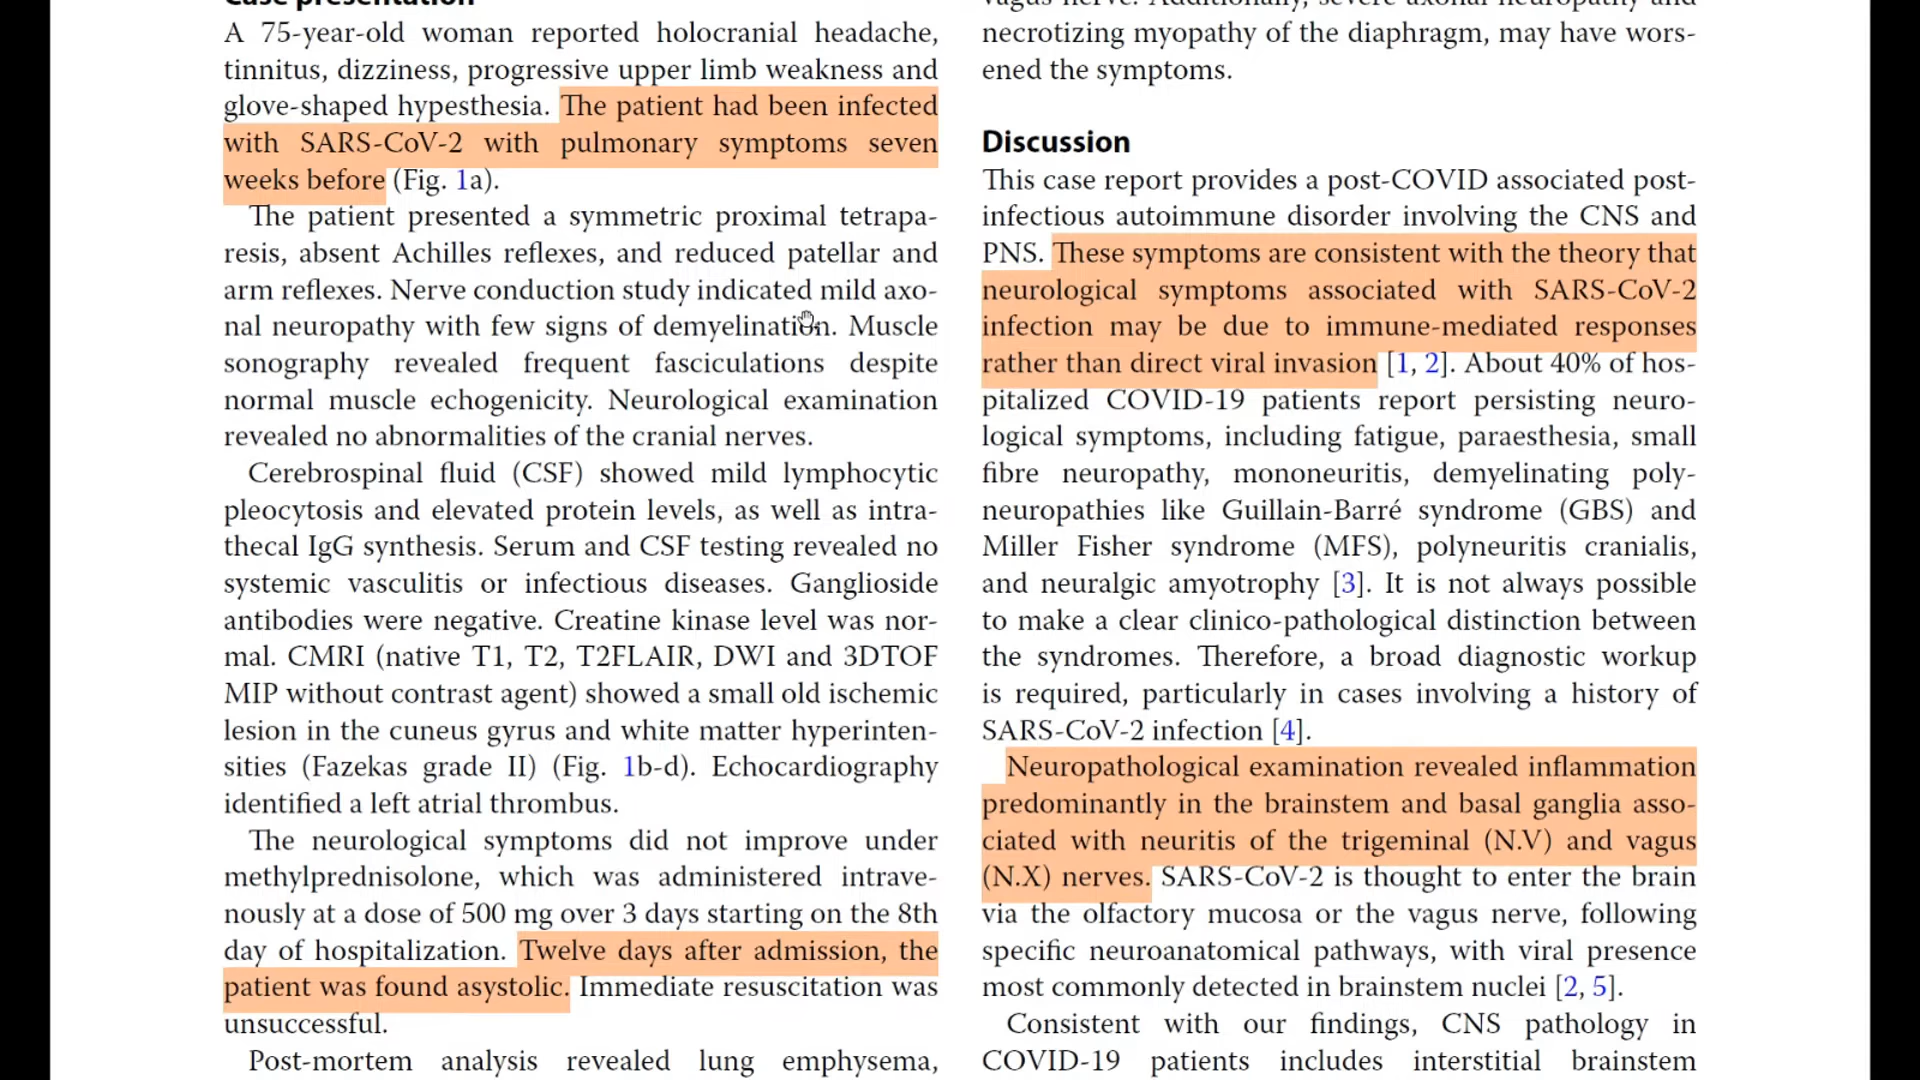 Case presentation
A 75-year-old woman reported holocranial headache,
tinnitus, dizziness, progressive upper limb weakness and
glove-shaped hypesthesia. The patient had been infected
with SARS-CoV-2 with pulmonary symptoms seven
weeks before (Fig. 1a).
The patient presented a symmetric proximal tetrapa-
resis, absent Achilles reflexes, and reduced patellar and
arm reflexes. Nerve conduction study indicated mild axo-
nal neuropathy with few signs of demyelination. Muscle
sonography revealed frequent fasciculations despite
normal muscle echogenicity. Neurological examination
revealed no abnormalities of the cranial nerves.
Cerebrospinal fluid (CSF) showed mild lymphocytic
pleocytosis and elevated protein levels, as well as intra-
thecal IgG synthesis. Serum and CSF testing revealed no
systemic vasculitis or infectious diseases. Ganglioside
antibodies were negative. Creatine kinase level was nor-
mal. CMRI (native T1, T2, T2FLAIR, DWI and 3DTOF
MIP without contrast agent) showed a small old ischemic
lesion in the cuneus gyrus and white matter hyperinten-
sities (Fazekas grade II) (Fig. 1b-d). Echocardiography
identified a left atrial thrombus.
The neurological symptoms did not improve under
methylprednisolone, which was administered intrave-
nously at a dose of 500 mg over 3 days starting on the 8th
day of hospitalization. Twelve days after admission, the
patient was found asystolic. Immediate resuscitation was
unsuccessful.
Post-mortem analysis revealed lung emphysema,
vagus nerve. Additionally, severe axonal neuropathy and
necrotizing myopathy of the diaphragm, may have wors-
ened the symptoms.
Discussion
This case report provides a post-COVID associated post-
infectious autoimmune disorder involving the CNS and
PNS. These symptoms are consistent with the theory that
neurological symptoms associated with SARS-CoV-2
infection may be due to immune-mediated responses
rather than direct viral invasion [1, 2]. About 40% of hos-
pitalized COVID-19 patients report persisting neuro-
logical symptoms, including fatigue, paraesthesia, small
fibre neuropathy, mononeuritis, demyelinating poly-
neuropathies like Guillain-Barré syndrome (GBS) and
Miller Fisher syndrome (MFS), polyneuritis cranialis,
and neuralgic amyotrophy [3]. It is not always possible
to make a clear clinico-pathological distinction between
the syndromes. Therefore, a broad diagnostic workup
is required, particularly in cases involving a history of
SARS-CoV-2 infection [4].
Neuropathological examination revealed inflammation
predominantly in the brainstem and basal ganglia asso-
ciated with neuritis of the trigeminal (N.V) and vagus
(N.X) nerves. SARS-CoV-2 is thought to enter the brain
via the olfactory mucosa or the vagus nerve, following
specific neuroanatomical pathways, with viral presence
most commonly detected in brainstem nuclei [2, 5].
Consistent with our findings, CNS pathology in
COVID-19 patients includes interstitial brainstem